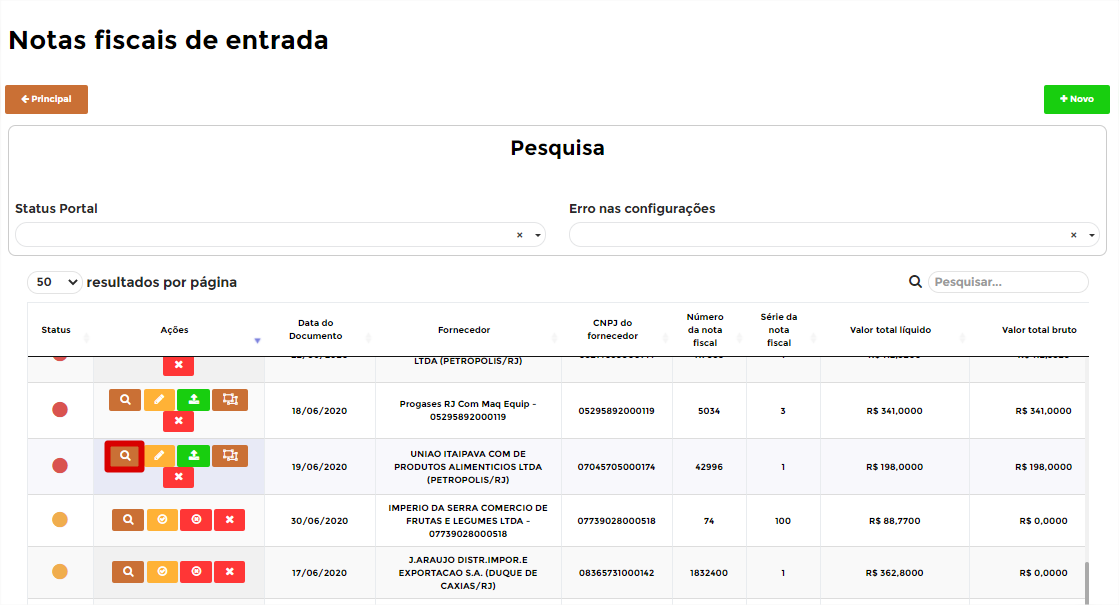 Notas fiscais de entrada
Principal
Novo
Pesquisa
Status Portal
Erro nas configurações
×
×
50
resultados por página
Pesquisar...
Status
Ações
Data do
Documento
Fornecedor
CNPJ do
fornecedor
Número
da nota
fiscal
Série da
nota
fiscal
Valor total líquido
Valor total bruto
LTDA (PETROPOLIS/RJ)
18/06/2020
Progases RJ Com Maq Equip -
05295892000119
05295892000119
5034
3
R$ 341,0000
R$ 341,0000
19/06/2020
UNIAO ITAIPAVA COM DE
PRODUTOS ALIMENTICIOS LTDA
(PETROPOLIS/RJ)
07045705000174
42996
1
R$ 198,0000
R$ 198,0000
30/06/2020
IMPERIO DA SERRA COMERCIO DE
FRUTAS E LEGUMES LTDA -
07739028000518
07739028000518
74
100
R$ 88,7700
R$ 0,0000
17/06/2020
J.ARAUJO DISTR.IMPOR.E
EXPORTACAO S.A. (DUQUE DE
CAXIAS/RJ)
08365731000142
1832400
1
R$ 362,8000
R$ 0,0000